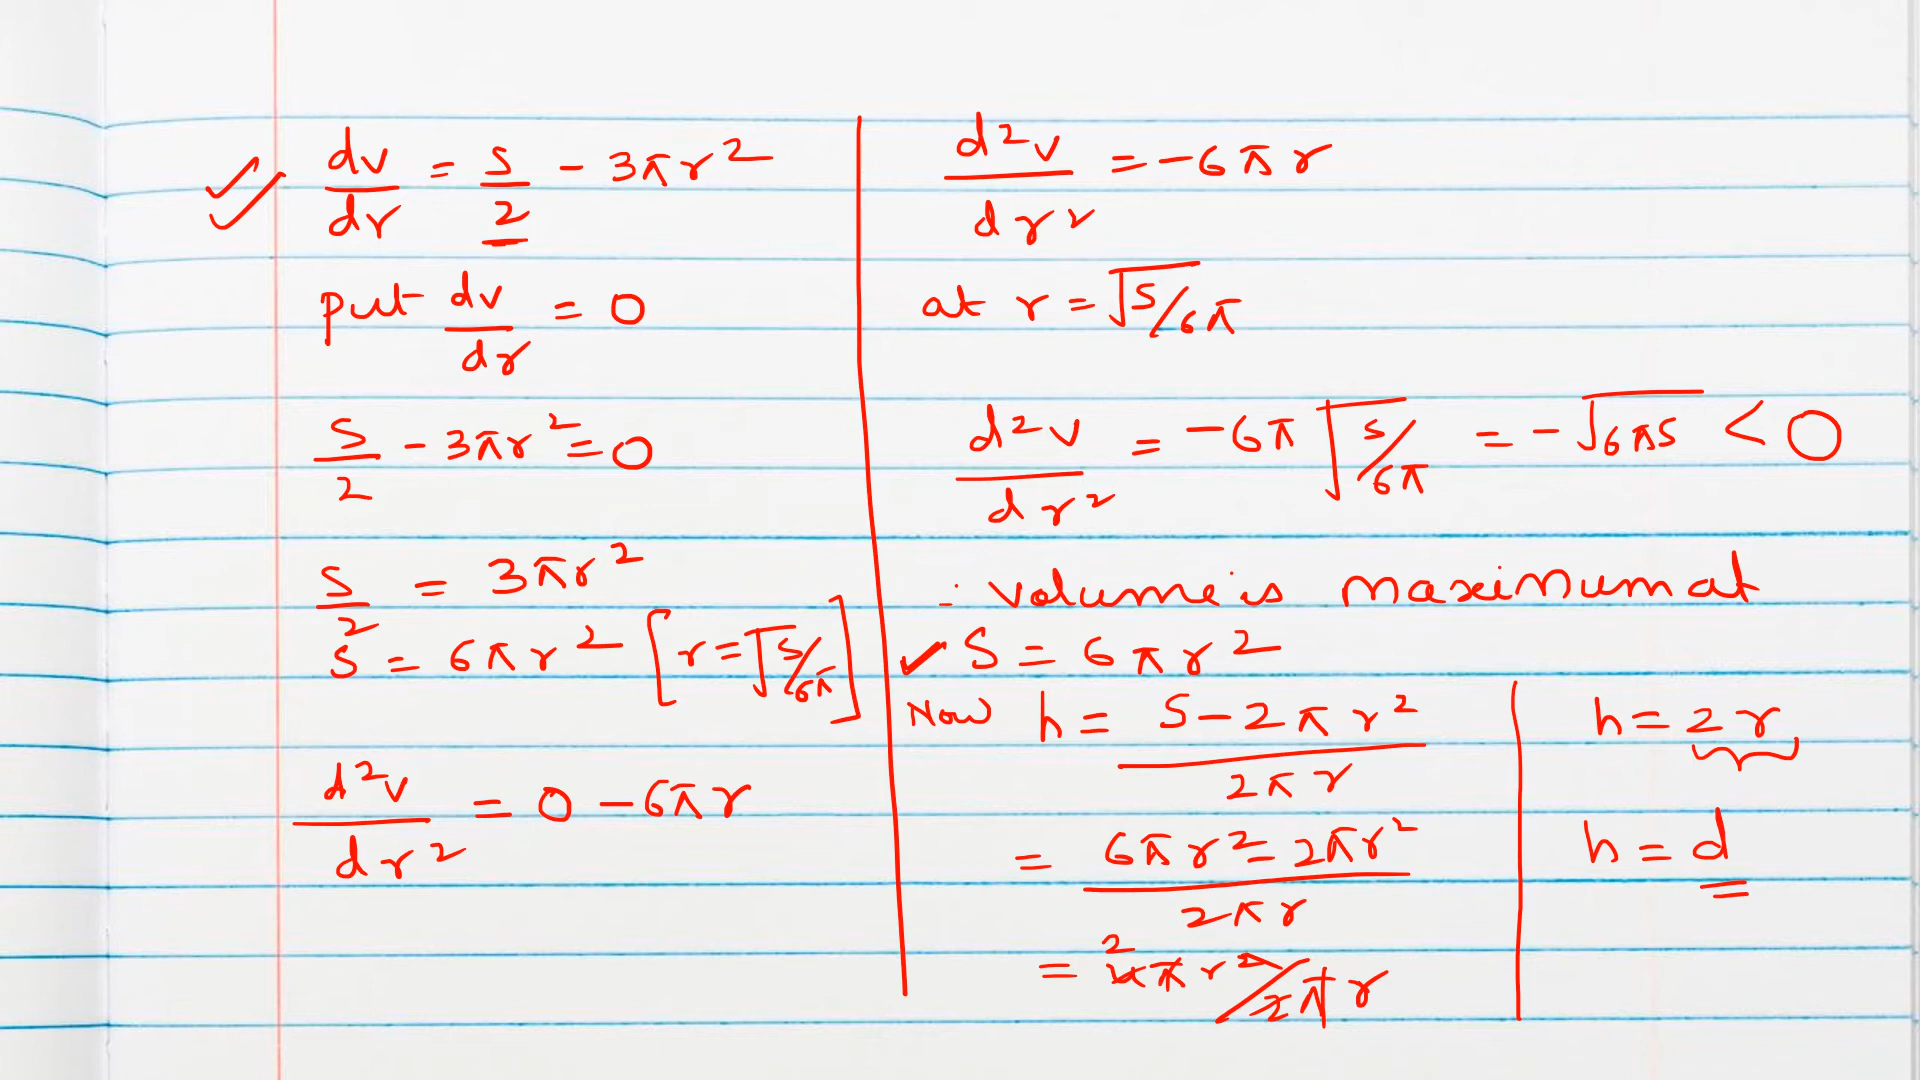 dv/dr = s/2 - 3πr²
put dv/dr = 0
s/2 - 3πr² = 0
s/2 = 3πr²
s = 6πr² [r = √s/6π]
d²v/dr² = 0 - 6πr
d²v/dr² = -6πr
at r = √s/6π
d²v/dr² = -6π √s/6π = -√6πs < 0
∴ volume is maximum at
S = 6πr²
Now h = S - 2πr² / 2πr
= 6πr² - 2πr² / 2πr
= 2 4πr² / 2πr
h = 2r
h = d